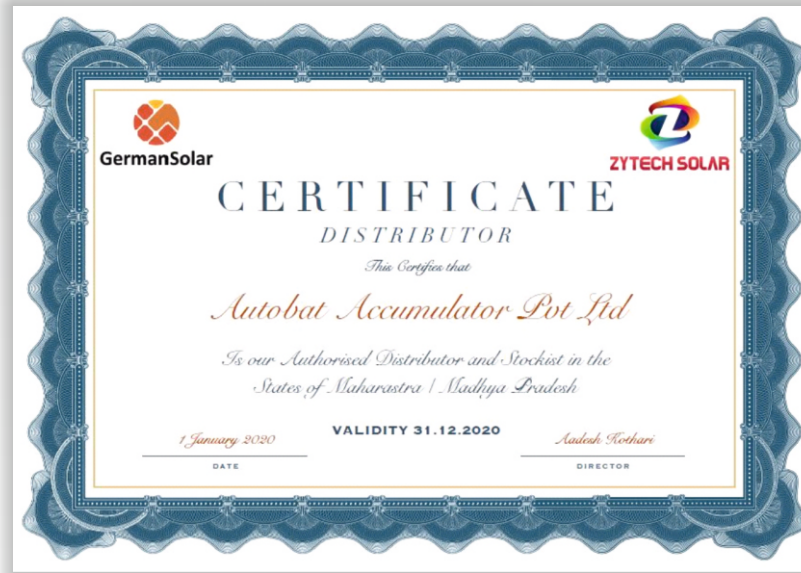 GermanSolar
ZYTECH SOLAR
CERTIFICATE
DISTRIBUTOR
This Certifies that
Autobat Accumulator Pvt Ltd
Is our Authorised Distributor and Stockist in the
States of Maharastra / Madhya Pradesh
VALIDITY 31.12.2020
1 January 2020
Aadesh Kothari
DATE
DIRECTOR